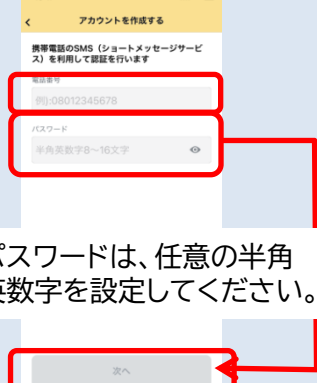 アカウントを作成する
携帯電話のSMS（ショートメッセージサービ
ス）を利用して認証を行います
電話番号
例):08012345678
パスワード
半角英数字8〜16文字
パスワードは、任意の半角
英数字を設定してください。
次へ